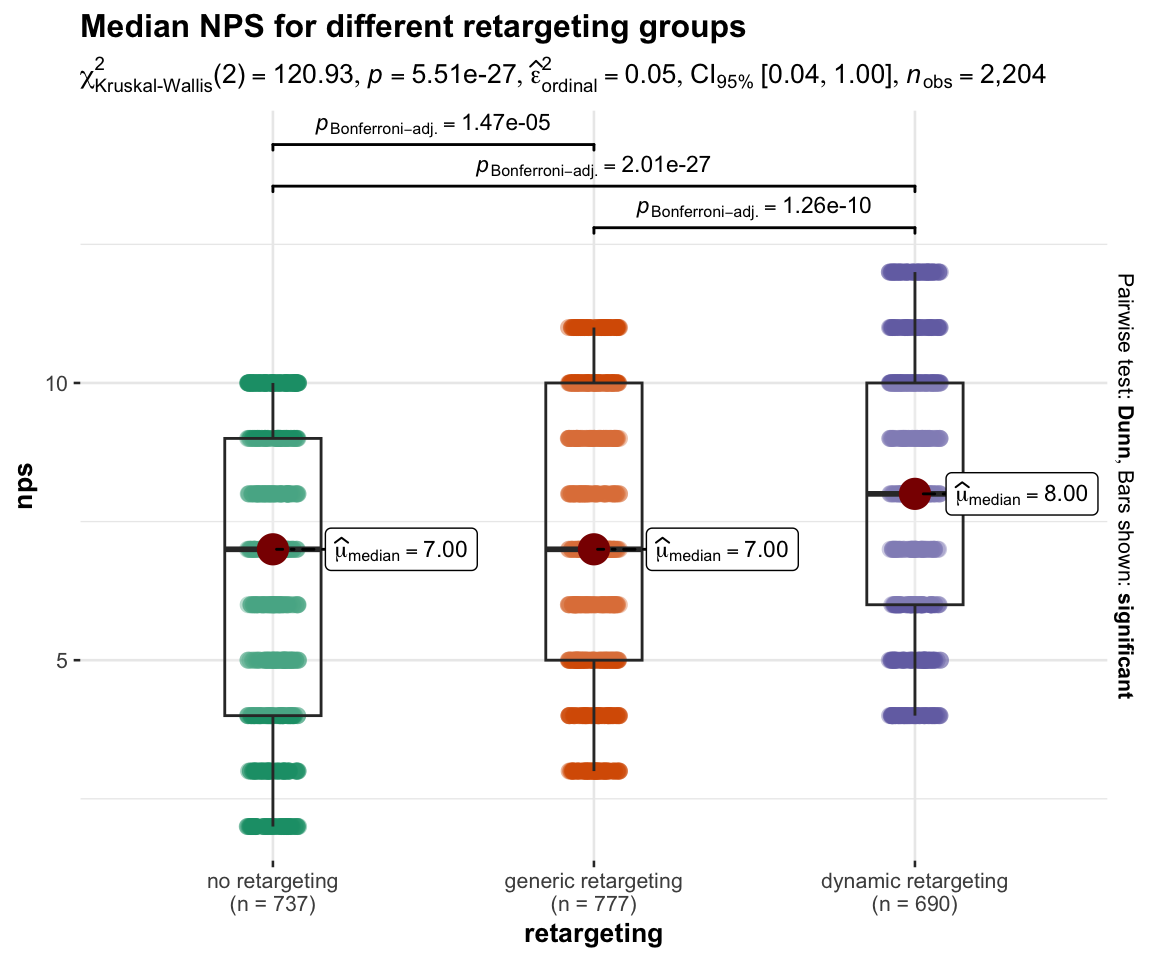 Median NPS for different retargeting groups
χ²Kruskal-Wallis(2) = 120.93, p = 5.51e-27, ε̂²ordinal = 0.05, CI95% [0.04, 1.00], nobs = 2,204
pBonferroni−adj. = 1.47e-05
pBonferroni−adj. = 2.01e-27
pBonferroni−adj. = 1.26e-10
10
5
nps
μ̂median = 7.00
μ̂median = 7.00
μ̂median = 8.00
Pairwise test: Dunn, Bars shown: significant
no retargeting
(n = 737)
generic retargeting
(n = 777)
dynamic retargeting
(n = 690)
retargeting